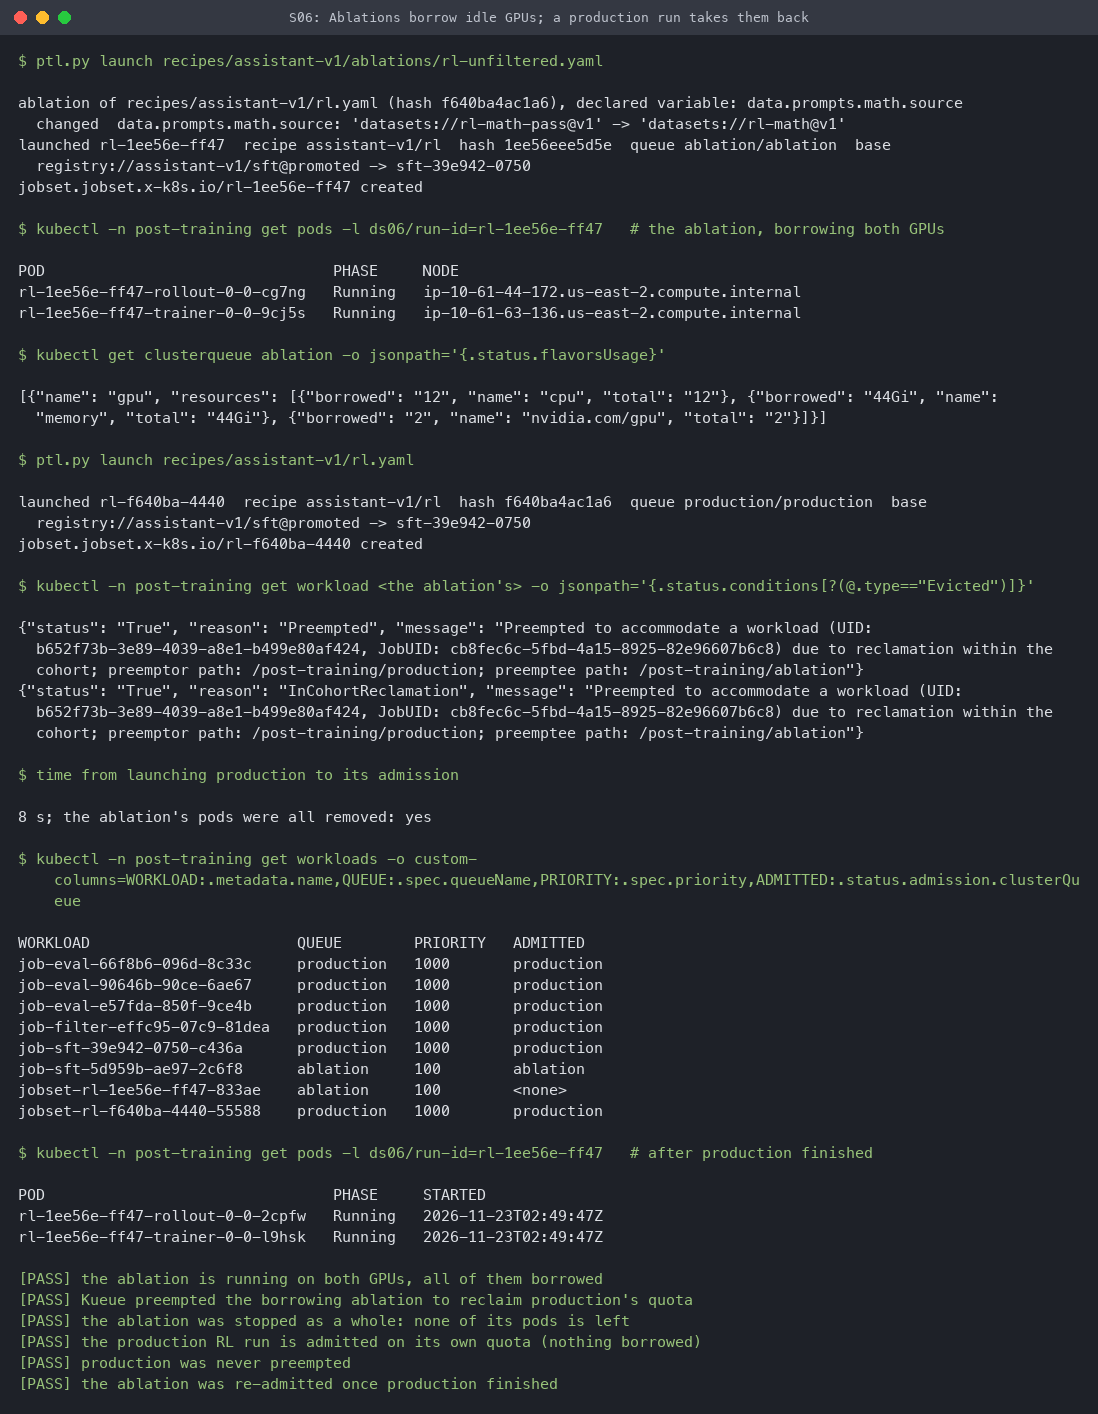 S06: Ablations borrow idle GPUs; a production run takes them back
$ ptl.py launch recipes/assistant-v1/ablations/rl-unfiltered.yaml
ablation of recipes/assistant-v1/rl.yaml (hash f640ba4ac1a6), declared variable: data.prompts.math.source
changed  data.prompts.math.source: 'datasets://rl-math-pass@v1' -> 'datasets://rl-math@v1'
launched rl-1ee56e-ff47  recipe assistant-v1/rl  hash 1ee56eee5d5e  queue ablation/ablation  base
registry://assistant-v1/sft@promoted -> sft-39e942-0750
jobset.jobset.x-k8s.io/rl-1ee56e-ff47 created
$ kubectl -n post-training get pods -l ds06/run-id=rl-1ee56e-ff47   # the ablation, borrowing both GPUs
POD                                PHASE     NODE
rl-1ee56e-ff47-rollout-0-0-cg7ng   Running   ip-10-61-44-172.us-east-2.compute.internal
rl-1ee56e-ff47-trainer-0-0-9cj5s   Running   ip-10-61-63-136.us-east-2.compute.internal
$ kubectl get clusterqueue ablation -o jsonpath='{.status.flavorsUsage}'
[{"name": "gpu", "resources": [{"borrowed": "12", "name": "cpu", "total": "12"}, {"borrowed": "44Gi", "name":
"memory", "total": "44Gi"}, {"borrowed": "2", "name": "nvidia.com/gpu", "total": "2"}]}]
$ ptl.py launch recipes/assistant-v1/rl.yaml
launched rl-f640ba-4440  recipe assistant-v1/rl  hash f640ba4ac1a6  queue production/production  base
registry://assistant-v1/sft@promoted -> sft-39e942-0750
jobset.jobset.x-k8s.io/rl-f640ba-4440 created
$ kubectl -n post-training get workload <the ablation's> -o jsonpath='{.status.conditions[?(@.type=="Evicted")]}'
{"status": "True", "reason": "Preempted", "message": "Preempted to accommodate a workload (UID:
b652f73b-3e89-4039-a8e1-b499e80af424, JobUID: cb8fec6c-5fbd-4a15-8925-82e96607b6c8) due to reclamation within the
cohort; preemptor path: /post-training/production; preemptee path: /post-training/ablation"}
{"status": "True", "reason": "InCohortReclamation", "message": "Preempted to accommodate a workload (UID:
b652f73b-3e89-4039-a8e1-b499e80af424, JobUID: cb8fec6c-5fbd-4a15-8925-82e96607b6c8) due to reclamation within the
cohort; preemptor path: /post-training/production; preemptee path: /post-training/ablation"}
$ time from launching production to its admission
8 s; the ablation's pods were all removed: yes
$ kubectl -n post-training get workloads -o custom-
columns=WORKLOAD:.metadata.name,QUEUE:.spec.queueName,PRIORITY:.spec.priority,ADMITTED:.status.admission.clusterQu
eue
WORKLOAD                       QUEUE        PRIORITY   ADMITTED
job-eval-66f8b6-096d-8c33c     production   1000       production
job-eval-90646b-90ce-6ae67     production   1000       production
job-eval-e57fda-850f-9ce4b     production   1000       production
job-filter-effc95-07c9-81dea   production   1000       production
job-sft-39e942-0750-c436a      production   1000       production
job-sft-5d959b-ae97-2c6f8      ablation     100        ablation
jobset-rl-1ee56e-ff47-833ae    ablation     100        <none>
jobset-rl-f640ba-4440-55588    production   1000       production
$ kubectl -n post-training get pods -l ds06/run-id=rl-1ee56e-ff47   # after production finished
POD                                PHASE     STARTED
rl-1ee56e-ff47-rollout-0-0-2cpfw   Running   2026-11-23T02:49:47Z
rl-1ee56e-ff47-trainer-0-0-l9hsk   Running   2026-11-23T02:49:47Z
[PASS] the ablation is running on both GPUs, all of them borrowed
[PASS] Kueue preempted the borrowing ablation to reclaim production's quota
[PASS] the ablation was stopped as a whole: none of its pods is left
[PASS] the production RL run is admitted on its own quota (nothing borrowed)
[PASS] production was never preempted
[PASS] the ablation was re-admitted once production finished